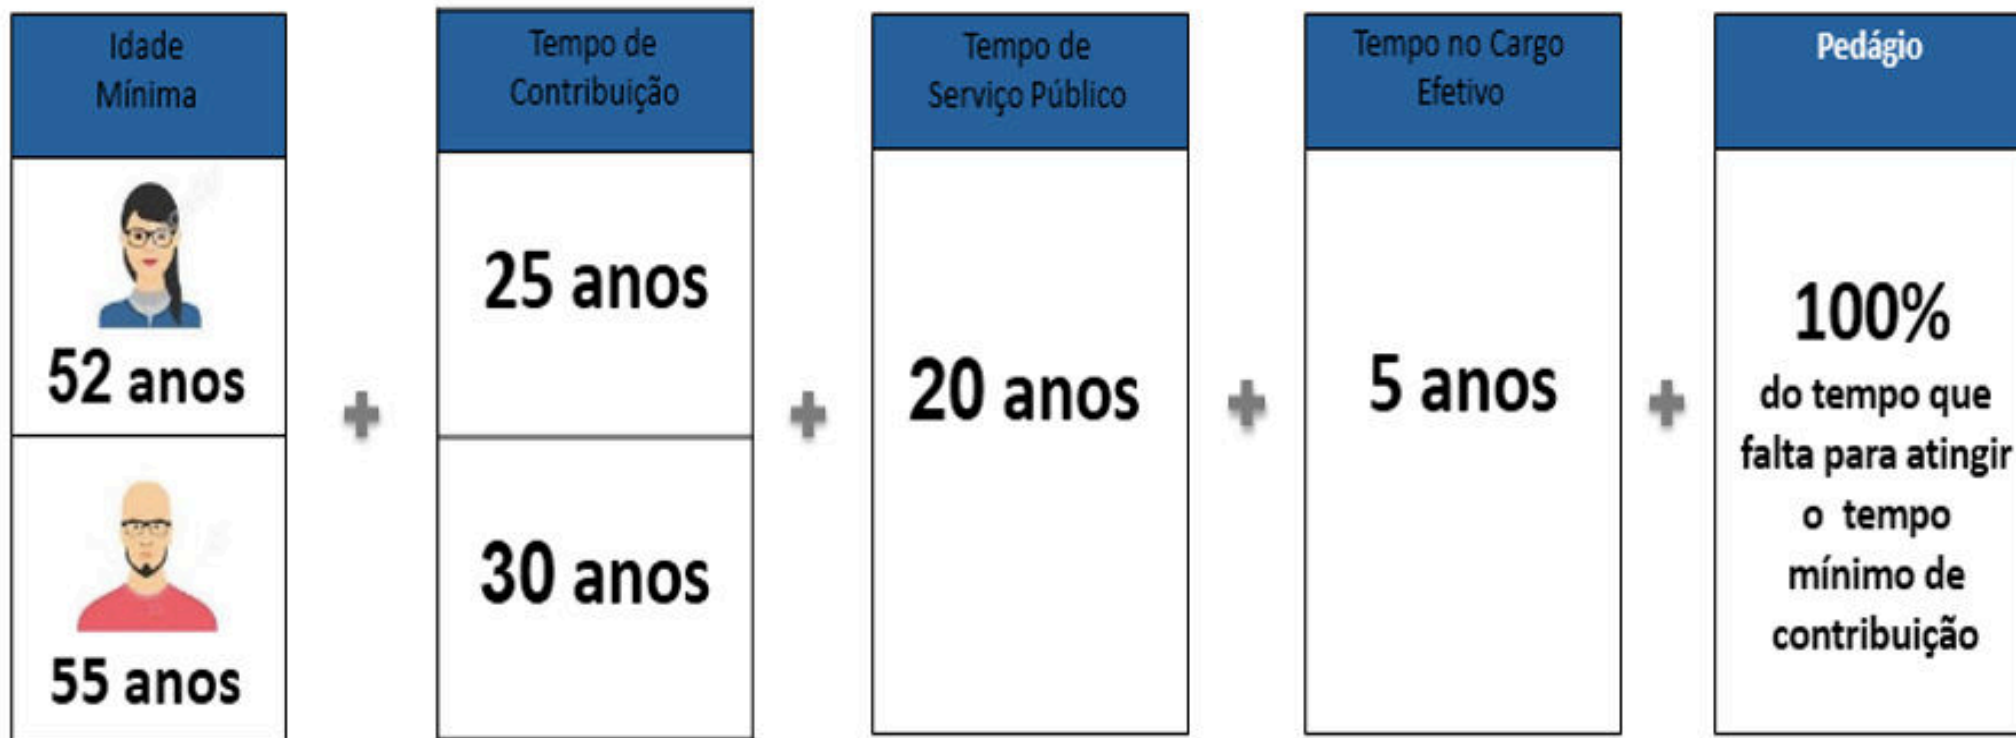 Idade
Mínima
52 anos
55 anos
Tempo de
Contribuição
25 anos
30 anos
Tempo de
Serviço Público
20 anos
Tempo no Cargo
Efetivo
5 anos
Pedágio
100%
do tempo que
falta para atingir
o tempo
mínimo de
contribuição